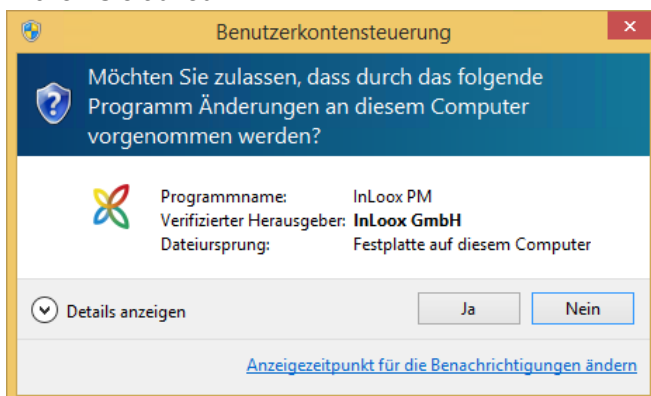 Benutzerkontensteuerung
Möchten Sie zulassen, dass durch das folgende
Programm Änderungen an diesem Computer
vorgenommen werden?
Programmname: InLoox PM
Verifizierter Herausgeber: InLoox GmbH
Dateiursprung: Festplatte auf diesem Computer
Details anzeigen
Ja
Nein
Anzeigezeitpunkt für die Benachrichtigungen ändern